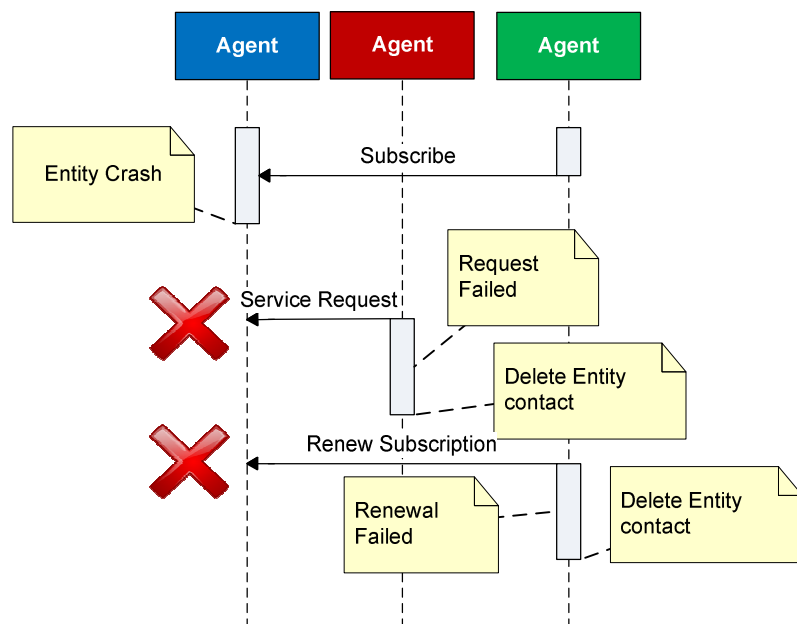 Agent
Agent
Agent
Subscribe
Entity Crash
Request
Failed
Service Request
Delete Entity
contact
Renew Subscription
Renewal
Failed
Delete Entity
contact